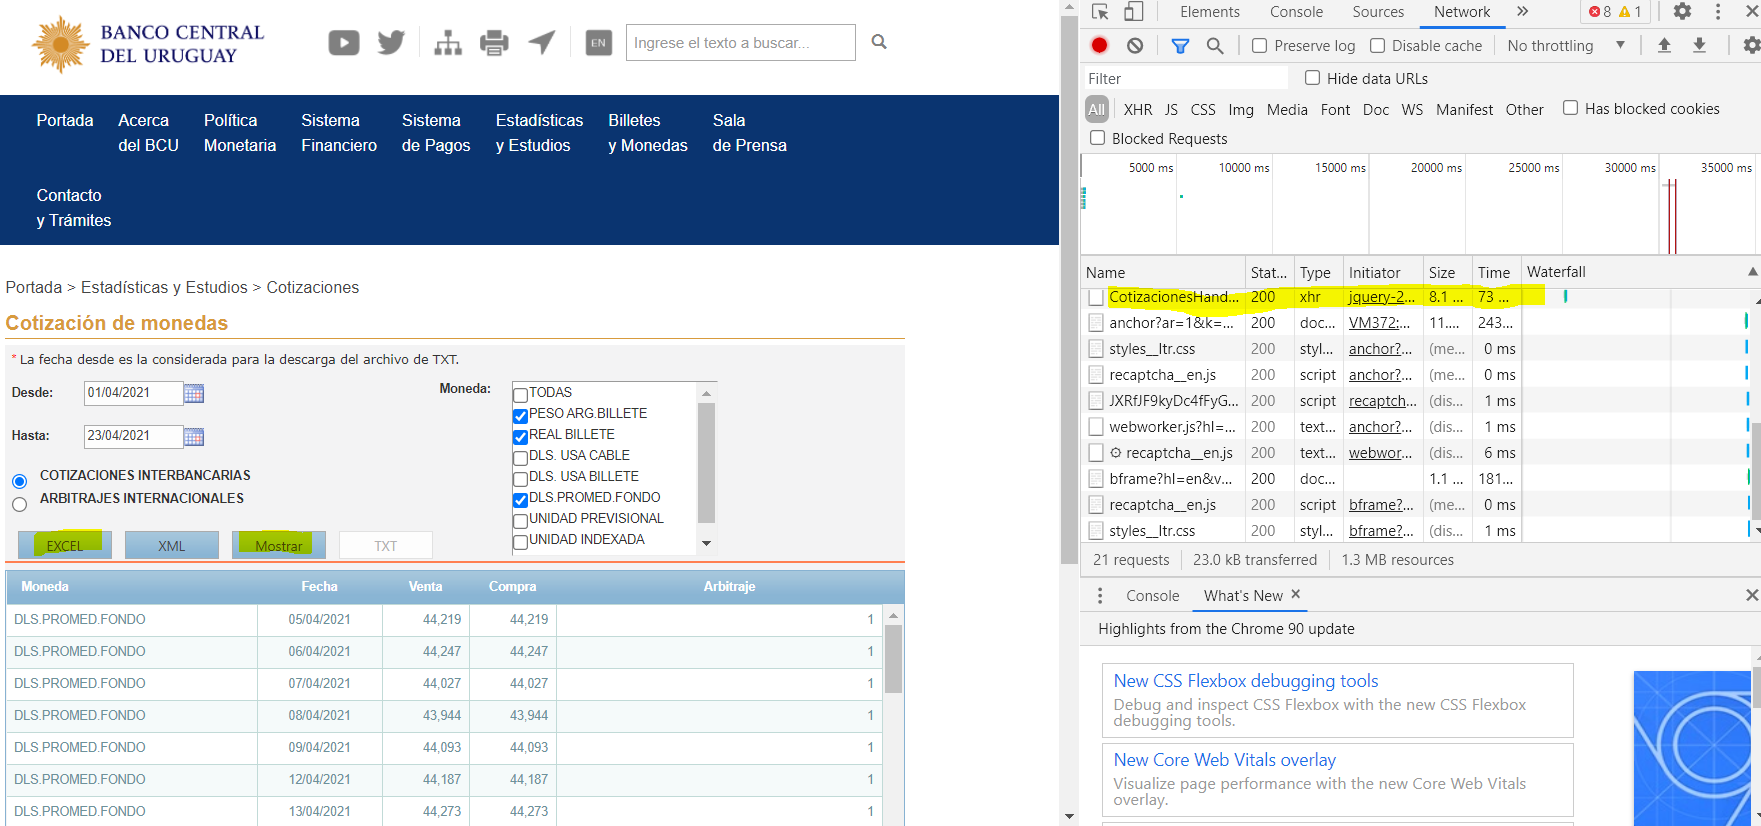 BANCO CENTRAL
DEL URUGUAY
EN
Ingrese el texto a buscar...
Portada
Acerca
del BCU
Política
Monetaria
Sistema
Financiero
Sistema
de Pagos
Estadísticas
y Estudios
Billetes
y Monedas
Sala
de Prensa
Contacto
y Trámites
Portada > Estadísticas y Estudios > Cotizaciones
Cotización de monedas
* La fecha desde es la considerada para la descarga del archivo de TXT.
Desde: 01/04/2021
Hasta: 23/04/2021
COTIZACIONES INTERBANCARIAS
ARBITRAJES INTERNACIONALES
Moneda:
TODAS
PESO ARG.BILLETE
REAL BILLETE
DLS. USA CABLE
DLS. USA BILLETE
DLS.PROMED.FONDO
UNIDAD PREVISIONAL
UNIDAD INDEXADA
EXCEL XML Mostrar TXT
Moneda Fecha Venta Compra Arbitraje
DLS.PROMED.FONDO 05/04/2021 44,219 44,219 1
DLS.PROMED.FONDO 06/04/2021 44,247 44,247 1
DLS.PROMED.FONDO 07/04/2021 44,027 44,027 1
DLS.PROMED.FONDO 08/04/2021 43,944 43,944 1
DLS.PROMED.FONDO 09/04/2021 44,093 44,093 1
DLS.PROMED.FONDO 12/04/2021 44,187 44,187 1
DLS.PROMED.FONDO 13/04/2021 44,273 44,273 1
Elements Console Sources Network » 8 1
Preserve log Disable cache No throttling
Filter Hide data URLs
All XHR JS CSS Img Media Font Doc WS Manifest Other Has blocked cookies
Blocked Requests
5000 ms 10000 ms 15000 ms 20000 ms 25000 ms 30000 ms 35000 ms
Name Stat... Type Initiator Size Time Waterfall
CotizacionesHand... 200 xhr jquery-2... 8.1 ... 73 ...
anchor?ar=1&k=... 200 doc... VM372:... 11.... 243...
styles__ltr.css 200 styl... anchor?... (me... 0 ms
recaptcha__en.js 200 script anchor?... (me... 0 ms
JXRfJF9kyDc4fFyG... 200 script recaptch... (dis... 1 ms
webworker.js?hl=... 200 text... anchor?... (dis... 1 ms
recaptcha__en.js 200 text... webwor... (dis... 6 ms
bframe?hl=en&v... 200 doc... 1.1 ... 181...
recaptcha__en.js 200 script bframe?... (me... 0 ms
styles__ltr.css 200 styl... bframe?... (dis... 1 ms
21 requests 23.0 kB transferred 1.3 MB resources
Console What's New ×
Highlights from the Chrome 90 update
New CSS Flexbox debugging tools
Debug and inspect CSS Flexbox with the new CSS Flexbox
debugging tools.
New Core Web Vitals overlay
Visualize page performance with the new Core Web Vitals
overlay.